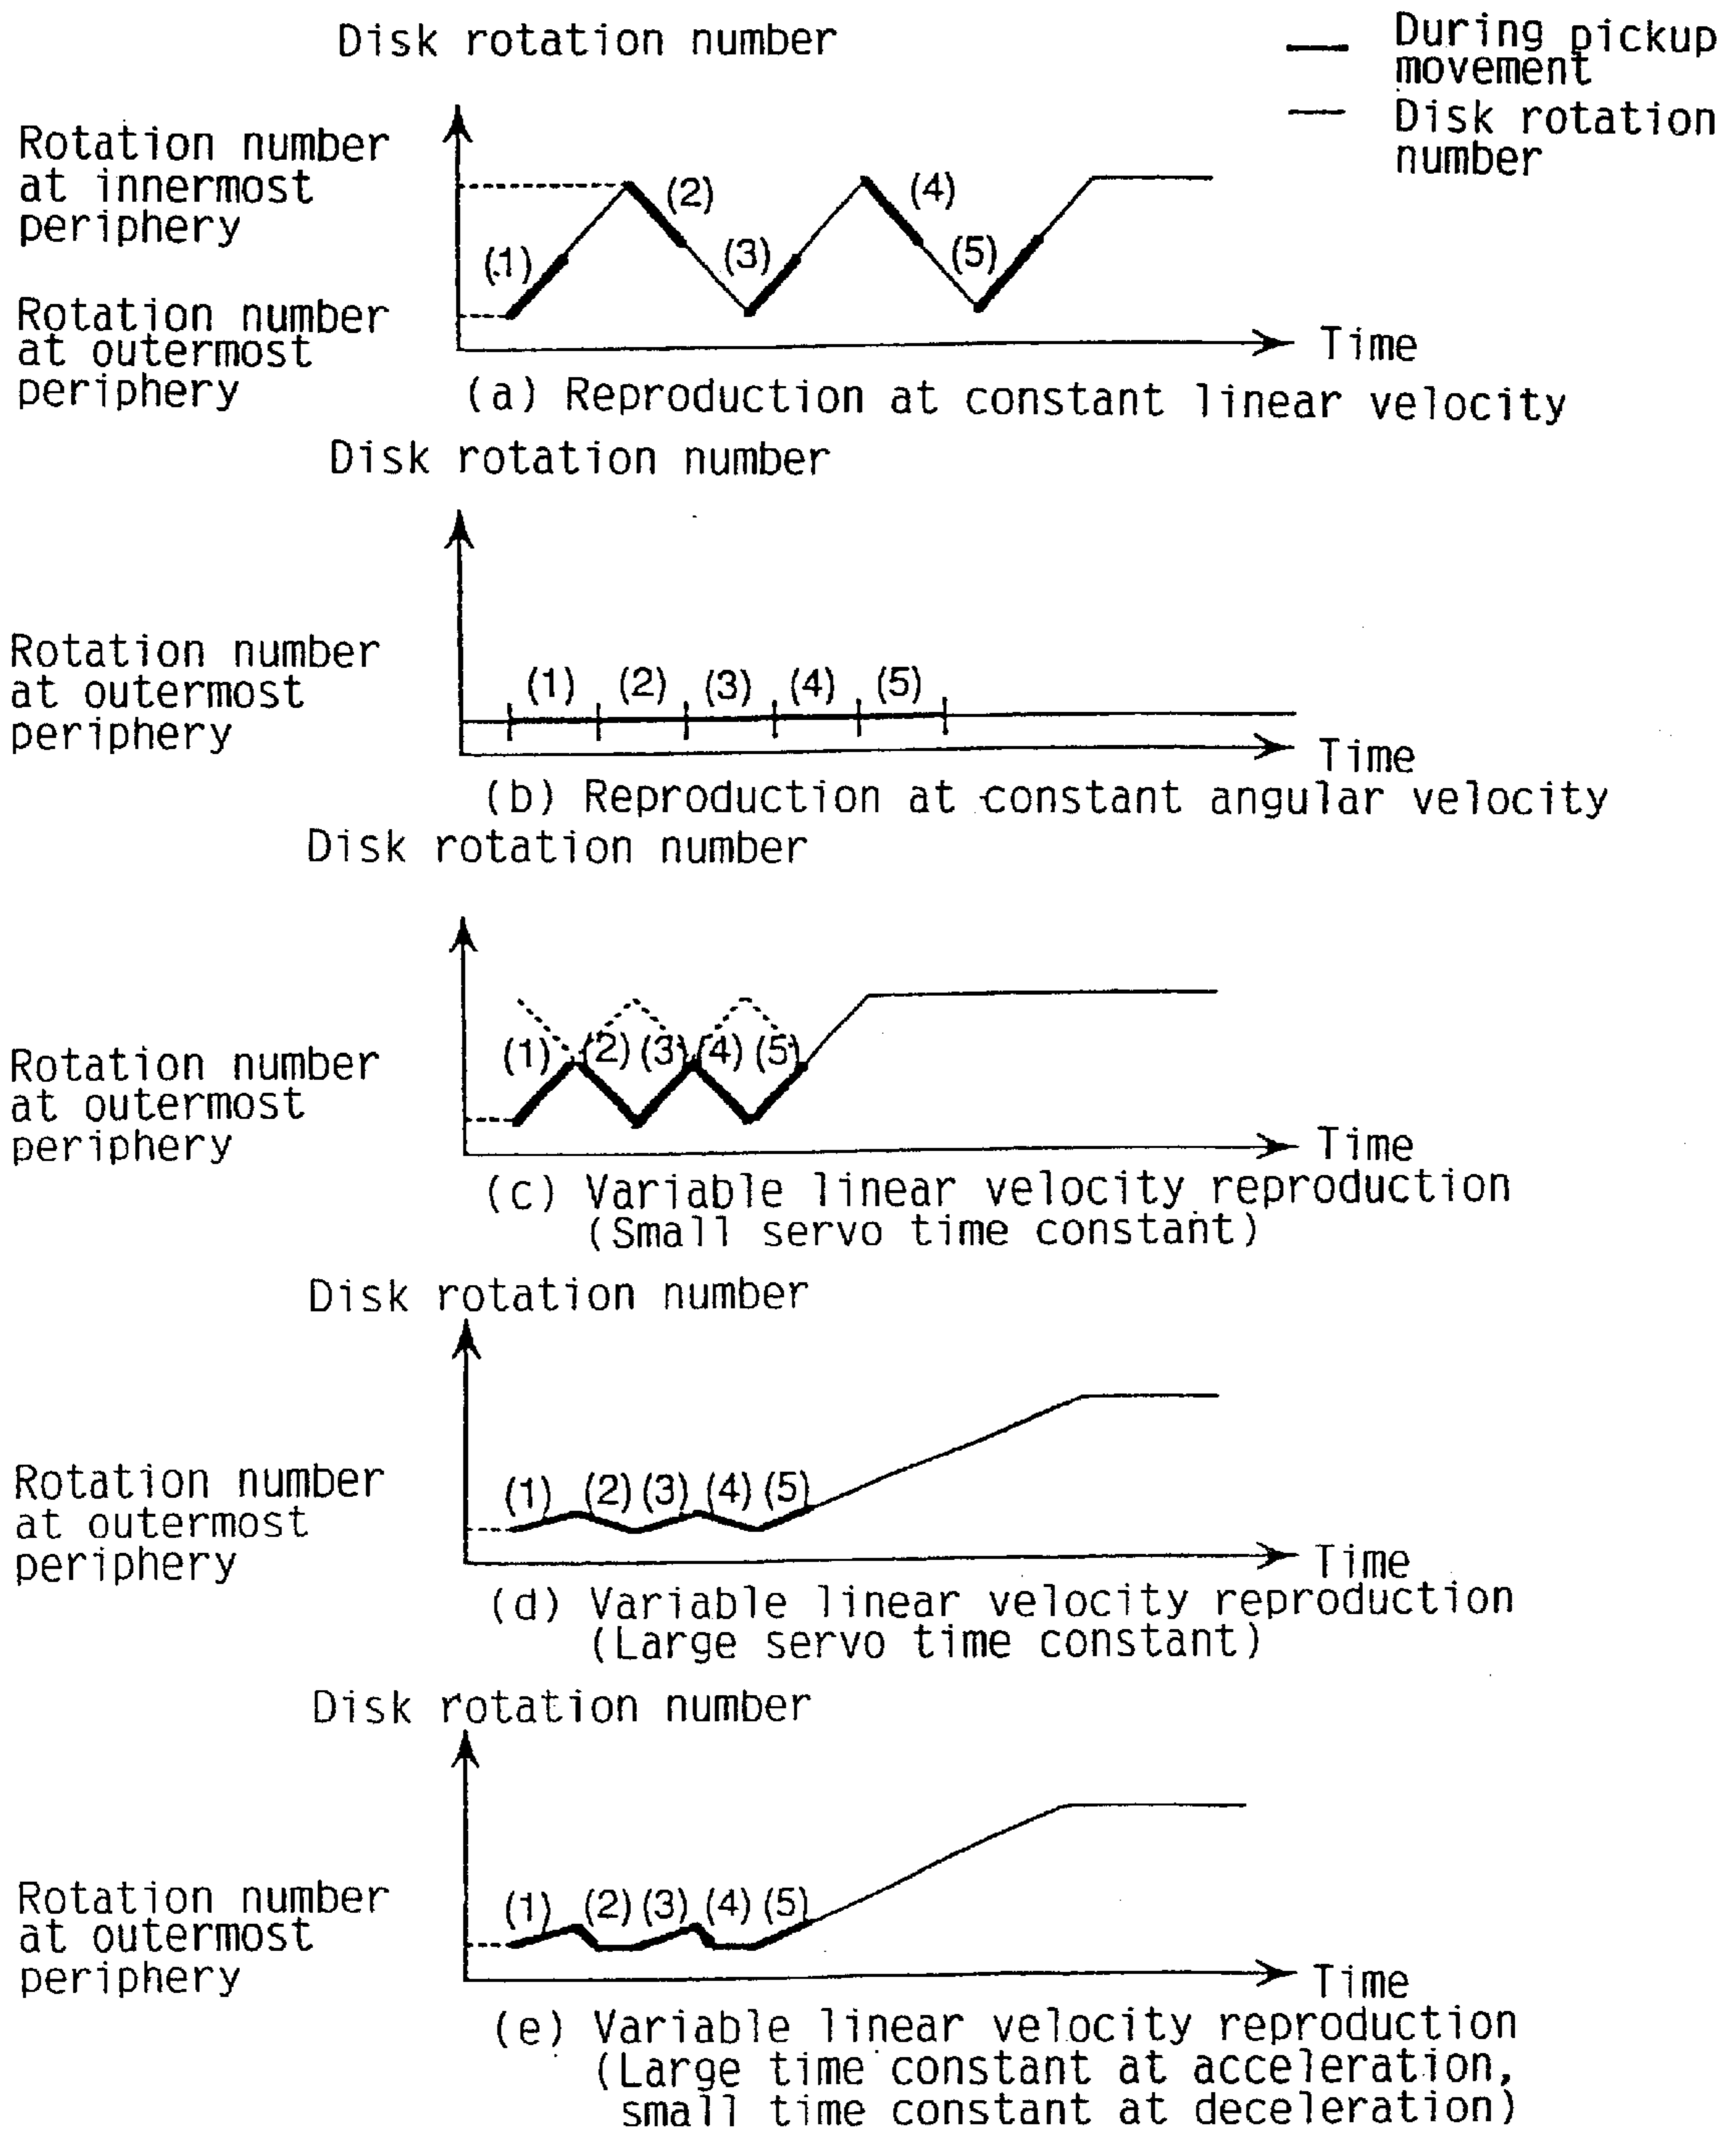 Disk rotation number
During pickup
movement
Disk rotation
number
Rotation number
at innermost
periphery
(1)
(2)
(3)
(4)
(5)
Rotation number
at outermost
periphery
Time
(a) Reproduction at constant linear velocity
Disk rotation number
Rotation number
at outermost
periphery
(1) (2) (3) (4) (5)
Time
(b) Reproduction at constant angular velocity
Disk rotation number
Rotation number
at outermost
periphery
(1) (2) (3) (4) (5)
Time
(c) Variable linear velocity reproduction
(Small servo time constant)
Disk rotation number
Rotation number
at outermost
periphery
(1) (2) (3) (4) (5)
Time
(d) Variable linear velocity reproduction
(Large servo time constant)
Disk rotation number
Rotation number
at outermost
periphery
(1) (2) (3) (4) (5)
Time
(e) Variable linear velocity reproduction
(Large time constant at acceleration,
small time constant at deceleration)